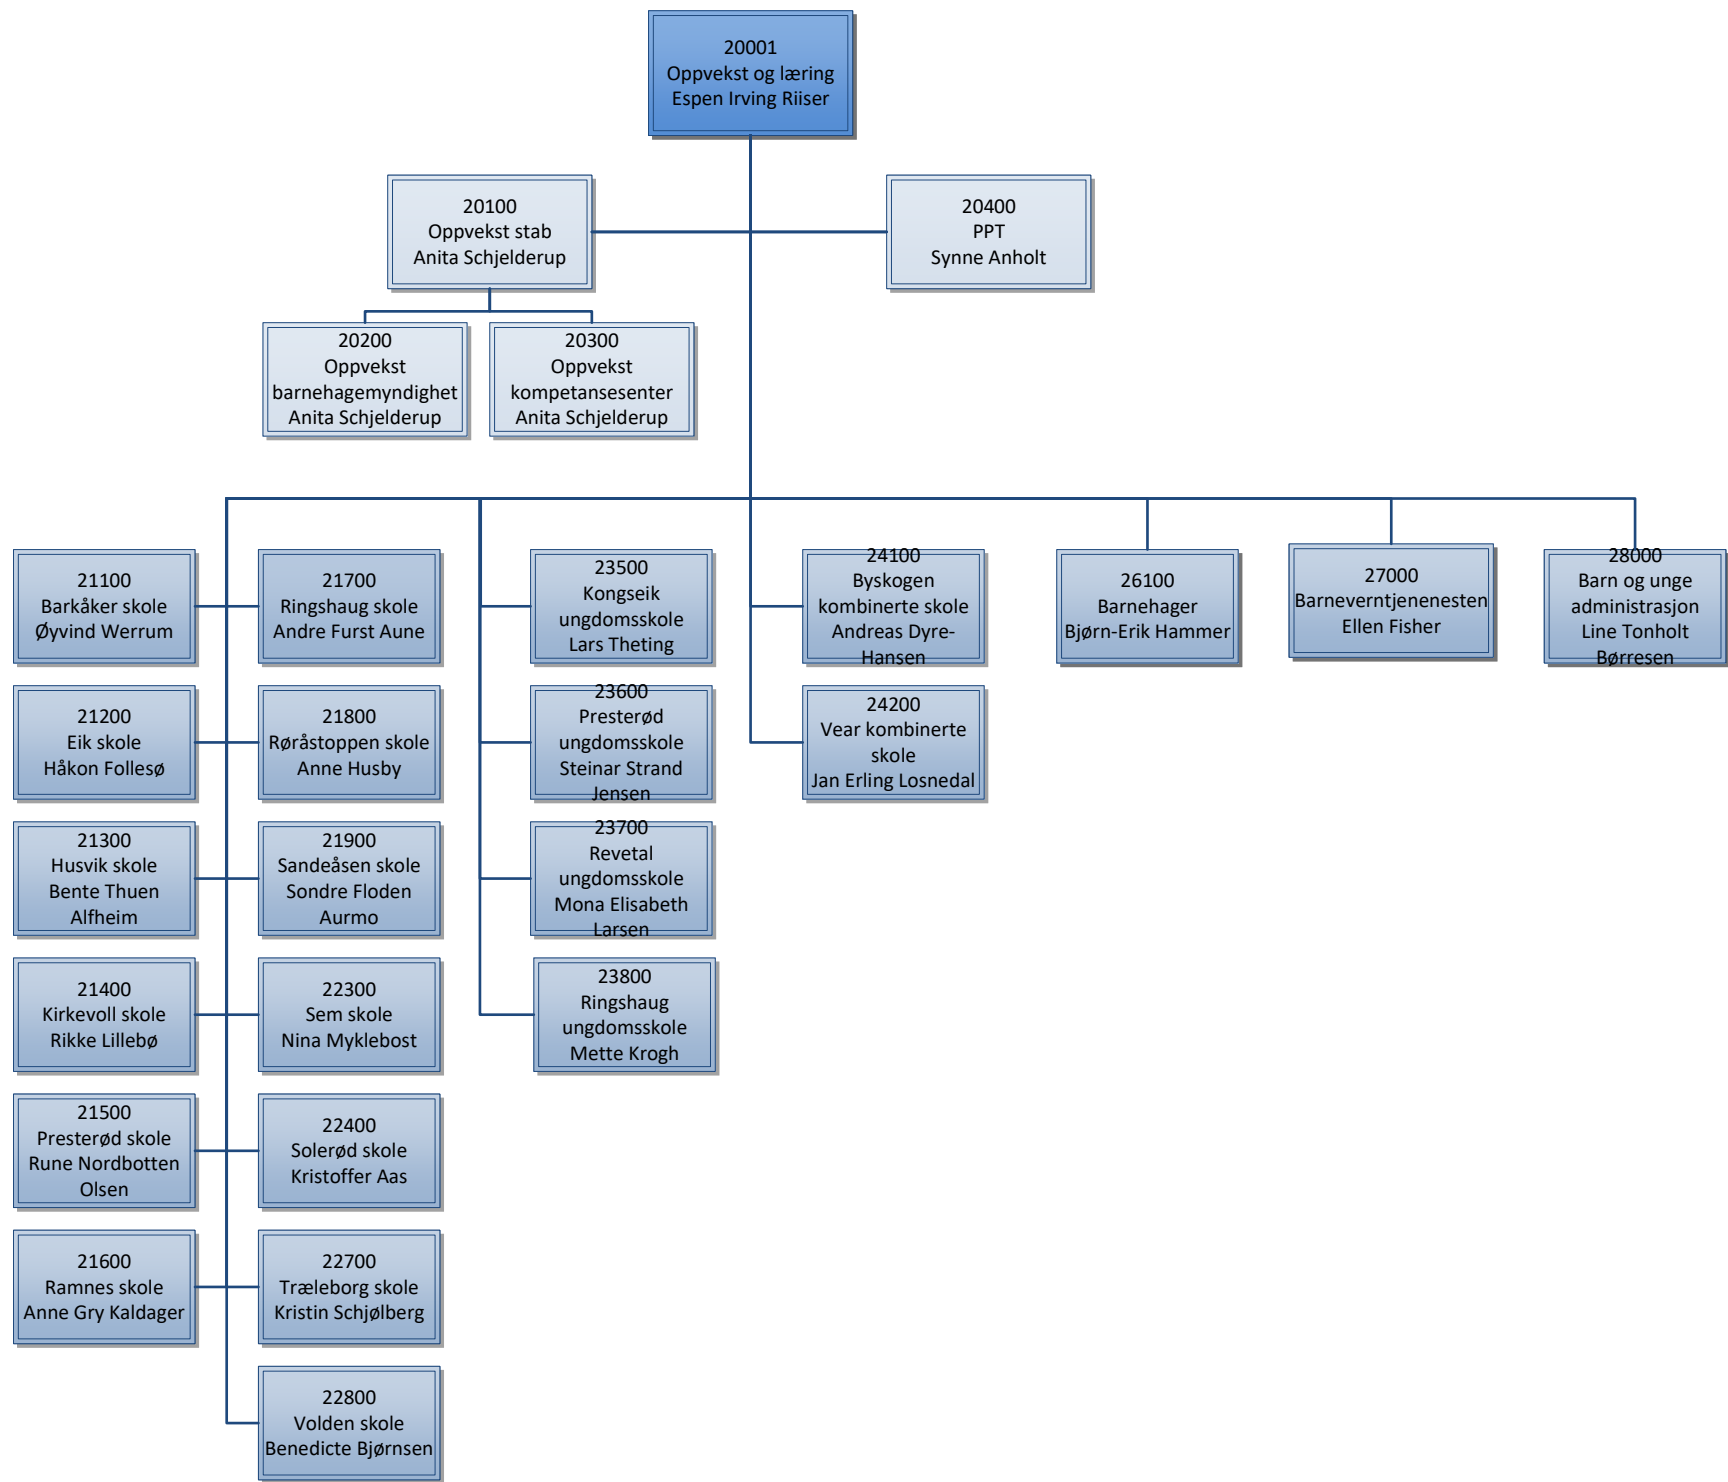 20001
Oppvekst og læring
Espen Irving Riiser
20100
Oppvekst stab
Anita Schjelderup
20400
PPT
Synne Anholt
20200
Oppvekst
barnehagemyndighet
Anita Schjelderup
20300
Oppvekst
kompetansesenter
Anita Schjelderup
21100
Barkåker skole
Øyvind Werrum
21700
Ringshaug skole
Andre Furst Aune
23500
Kongseik
ungdomsskole
Lars Theting
24100
Byskogen
kombinerte skole
Andreas Dyre-
Hansen
26100
Barnehager
Bjørn-Erik Hammer
27000
Barneverntjenenesten
Ellen Fisher
28000
Barn og unge
administrasjon
Line Tonholt
Børresen
21200
Eik skole
Håkon Follesø
21800
Røråstoppen skole
Anne Husby
23600
Presterød
ungdomsskole
Steinar Strand
Jensen
24200
Vear kombinerte
skole
Jan Erling Losnedal
21300
Husvik skole
Bente Thuen
Alfheim
21900
Sandeåsen skole
Sondre Floden
Aurmo
23700
Revetal
ungdomsskole
Mona Elisabeth
Larsen
21400
Kirkevoll skole
Rikke Lillebø
22300
Sem skole
Nina Myklebost
23800
Ringshaug
ungdomsskole
Mette Krogh
21500
Presterød skole
Rune Nordbotten
Olsen
22400
Solerød skole
Kristoffer Aas
21600
Ramnes skole
Anne Gry Kaldager
22700
Træleborg skole
Kristin Schjølberg
22800
Volden skole
Benedicte Bjørnsen